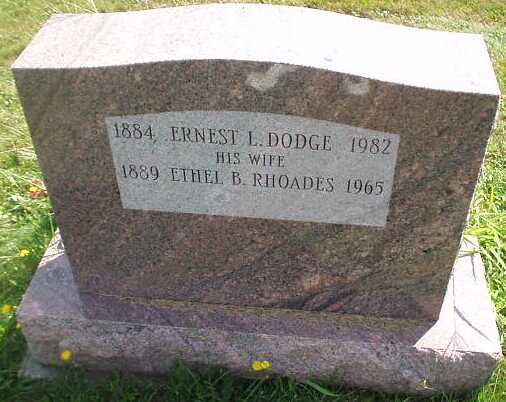 1884 ERNEST L. DODGE 1982
HIS WIFE
1889 ETHEL B. RHOADES 1965